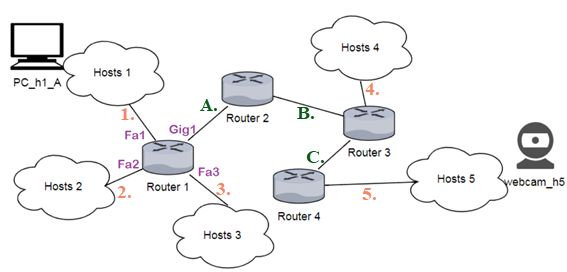 Hosts 4
Hosts 1
PC_h1_A
4.
A.
1.
Router 2
B.
Fa1
Gig1
Router 3
C.
Fa2
Fa3
webcam_h5
Hosts 2
2.
Router 1
3.
Hosts 5
5.
Router 4
Hosts 3